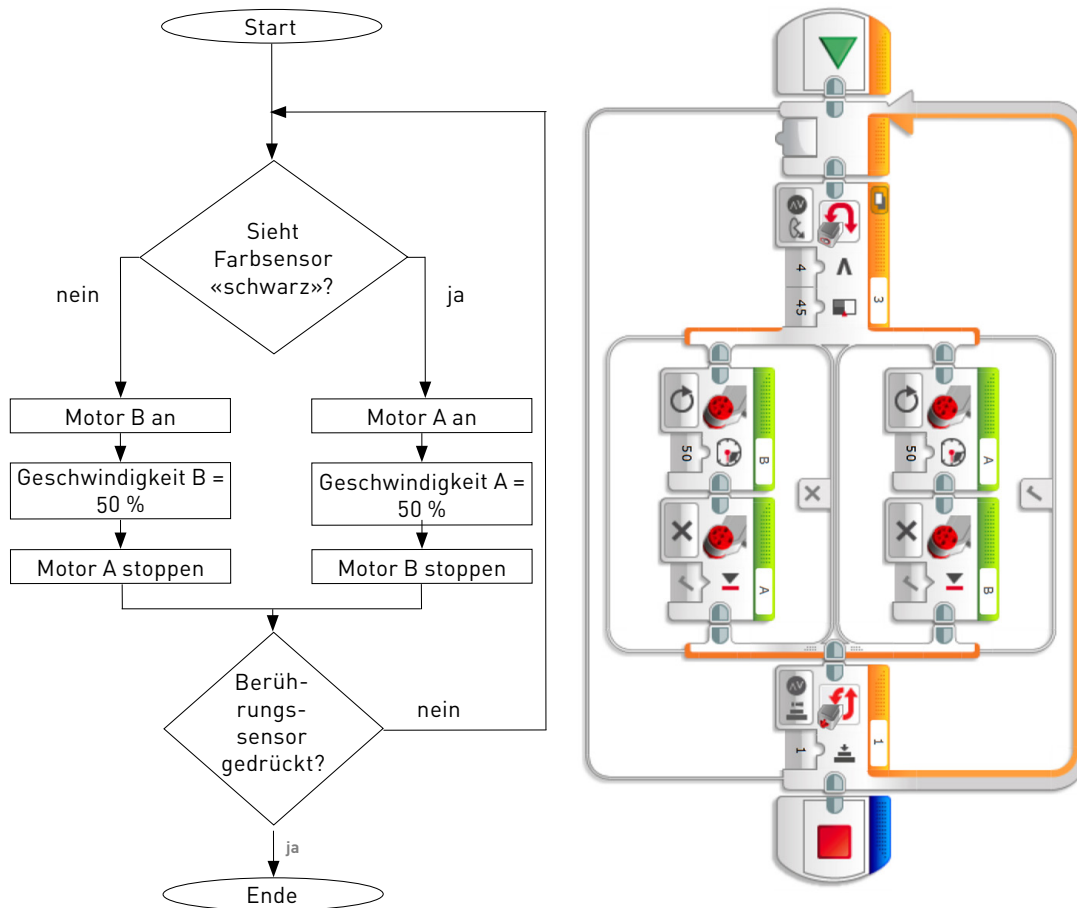 Start
Sieht
Farbsensor
«schwarz»?
nein
ja
Motor B an
Motor A an
Geschwindigkeit B =
50 %
Geschwindigkeit A =
50 %
Motor A stoppen
Motor B stoppen
Berüh-
rungs-
sensor
gedrückt?
nein
ja
Ende
3
4
45
50
B
50
A
A
B
1
1